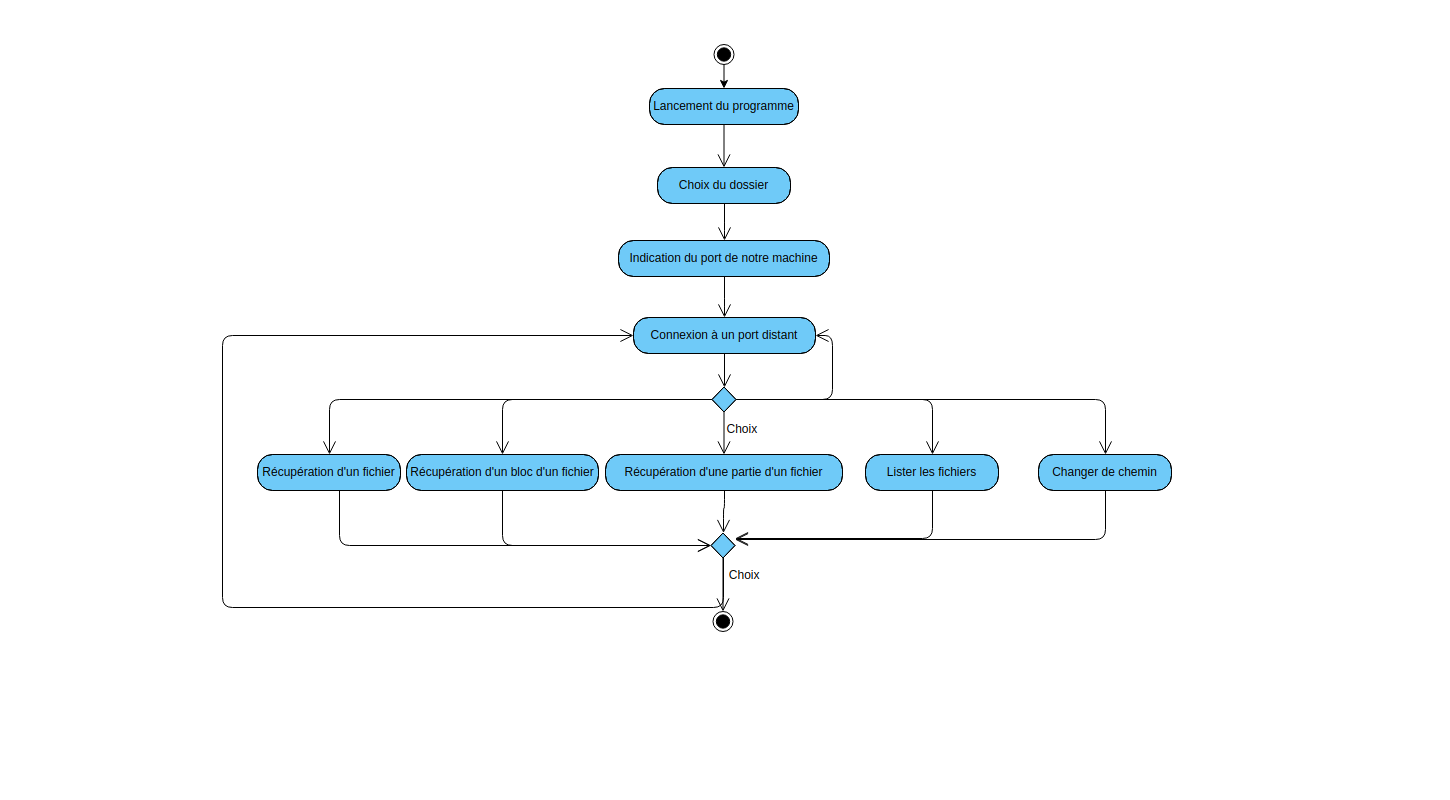 Lancement du programme
Choix du dossier
Indication du port de notre machine
Connexion à un port distant
Choix
Récupération d'un fichier
Récupération d'un bloc d'un fichier
Récupération d'une partie d'un fichier
Lister les fichiers
Changer de chemin
Choix